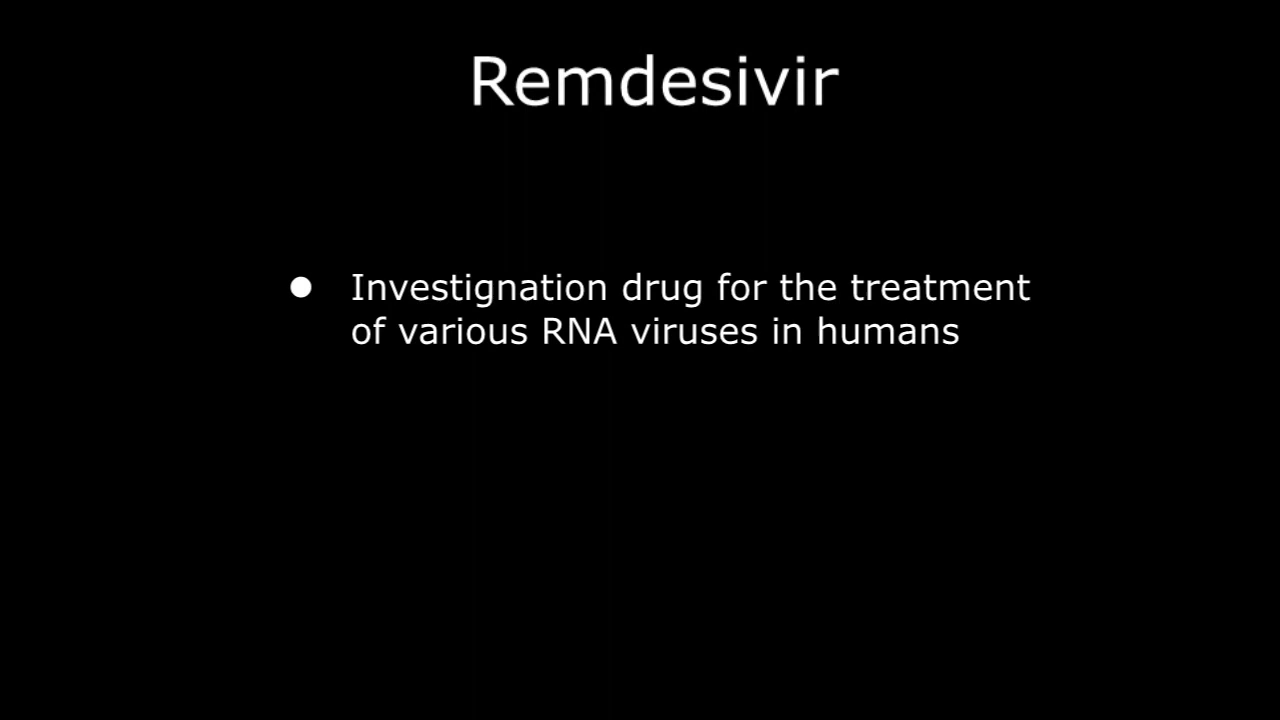 Remdesivir
● Investignation drug for the treatment
of various RNA viruses in humans